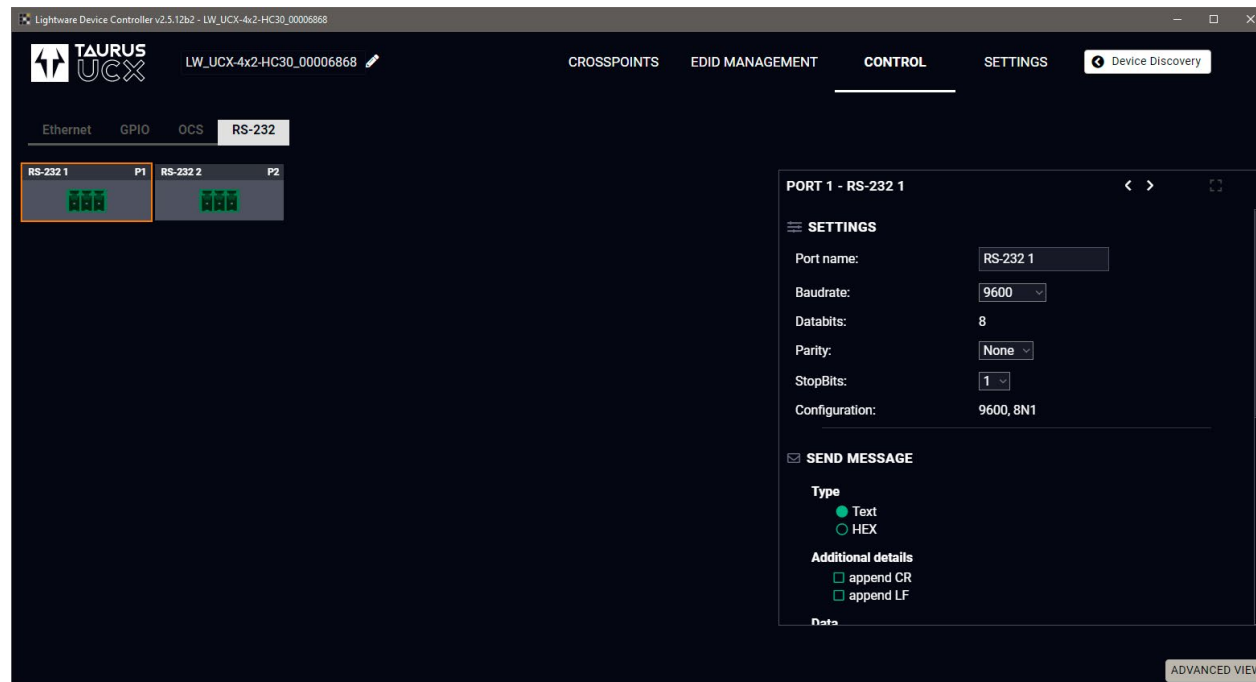 Lightware Device Controller v2.5.12b2 - LW_UCX-4x2-HC30_00006868
TAURUS
UCX
LW_UCX-4x2-HC30_00006868
CROSSPOINTS EDID MANAGEMENT CONTROL SETTINGS Device Discovery
Ethernet GPIO OCS RS-232
RS-232 1 P1 RS-232 2 P2
PORT 1 - RS-232 1
SETTINGS
Port name: RS-232 1
Baudrate: 9600
Databits: 8
Parity: None
StopBits: 1
Configuration: 9600, 8N1
SEND MESSAGE
Type
Text
HEX
Additional details
append CR
append LF
Data
ADVANCED VIEW